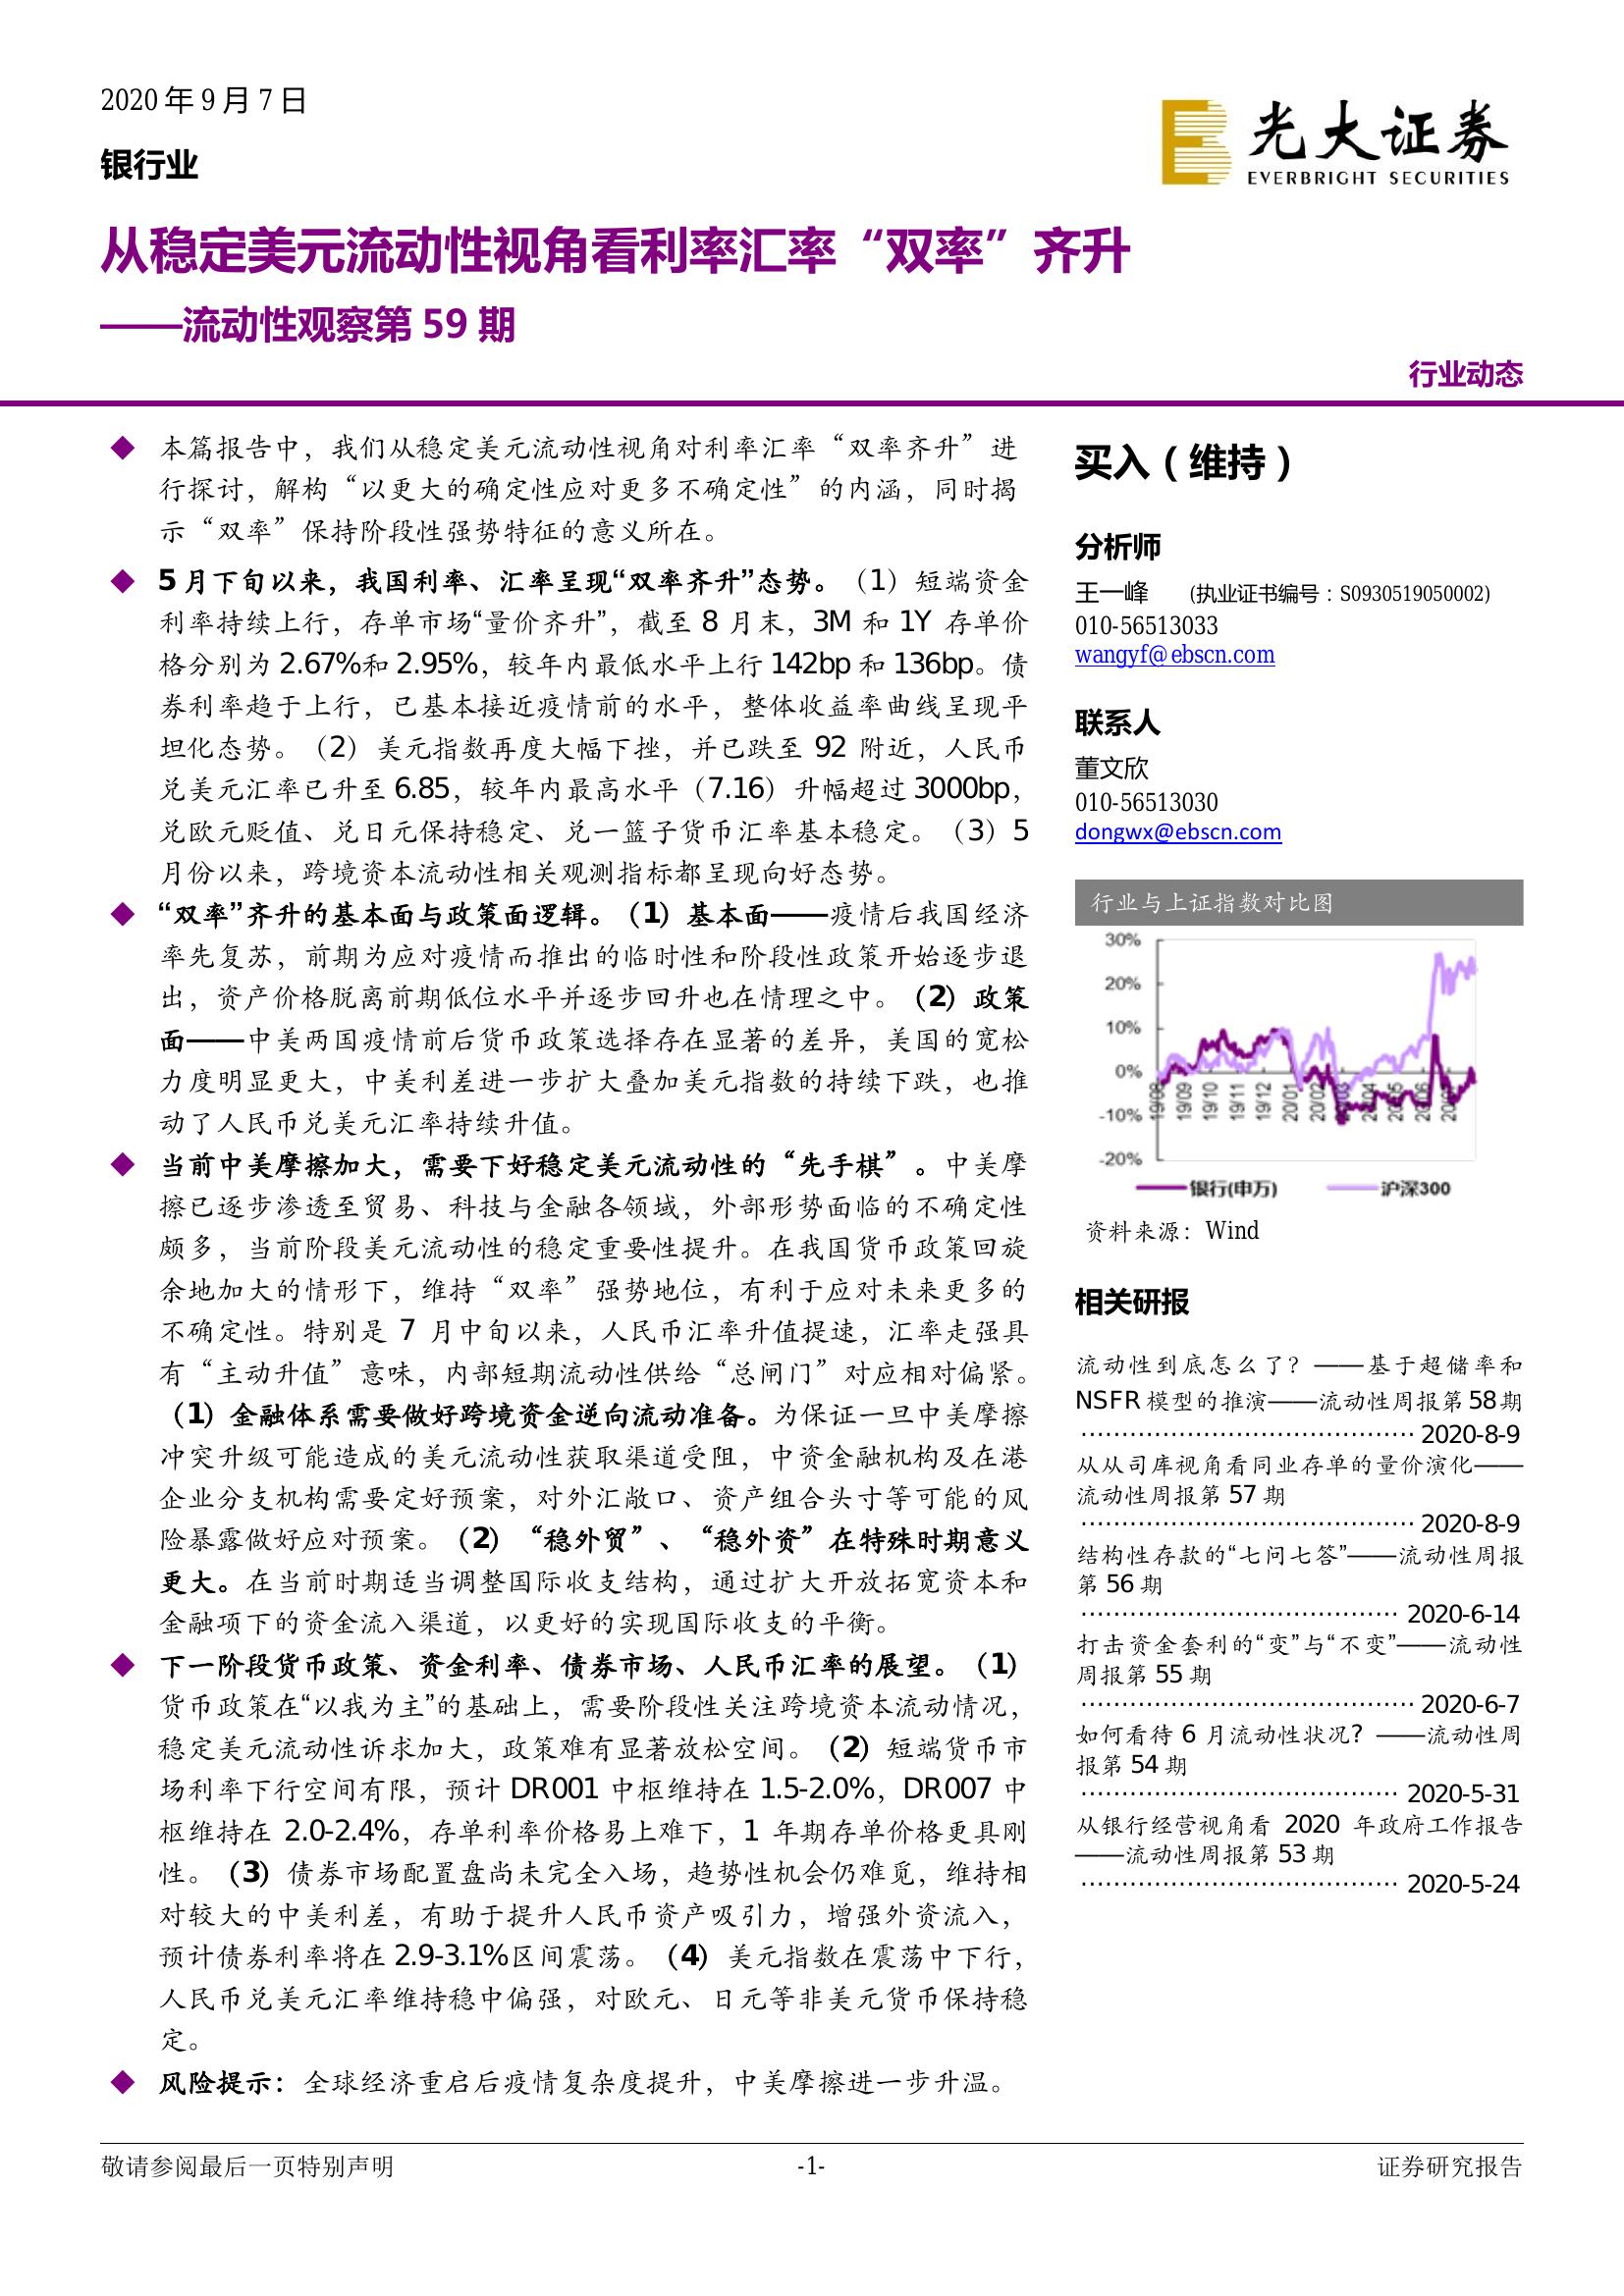 2020 年 9 月 7 日
银行业
光大证券
EVERBRIGHT SECURITIES
从稳定美元流动性视角看利率汇率“双率”齐升
——流动性观察第 59 期
行业动态
◆ 本篇报告中，我们从稳定美元流动性视角对利率汇率“双率齐升”进
行探讨，解构“以更大的确定性应对更多不确定性”的内涵，同时揭
示“双率”保持阶段性强势特征的意义所在。
◆ 5 月下旬以来，我国利率、汇率呈现“双率齐升”态势。（1）短端资金
利率持续上行，存单市场“量价齐升”，截至 8 月末，3M 和 1Y 存单价
格分别为 2.67%和 2.95%，较年内最低水平上行 142bp 和 136bp。债
券利率趋于上行，已基本接近疫情前的水平，整体收益率曲线呈现平
坦化态势。（2）美元指数再度大幅下挫，并已跌至 92 附近，人民币
兑美元汇率已升至 6.85，较年内最高水平（7.16）升幅超过 3000bp，
兑欧元贬值、兑日元保持稳定、兑一篮子货币汇率基本稳定。（3）5
月份以来，跨境资本流动性相关观测指标都呈现向好态势。
◆ “双率”齐升的基本面与政策面逻辑。（1）基本面——疫情后我国经济
率先复苏，前期为应对疫情而推出的临时性和阶段性政策开始逐步退
出，资产价格脱离前期低位水平并逐步回升也在情理之中。（2）政策
面——中美两国疫情前后货币政策选择存在显著的差异，美国的宽松
力度明显更大，中美利差进一步扩大叠加美元指数的持续下跌，也推
动了人民币兑美元汇率持续升值。
◆ 当前中美摩擦加大，需要下好稳定美元流动性的“先手棋”。中美摩
擦已逐步渗透至贸易、科技与金融各领域，外部形势面临的不确定性
颇多，当前阶段美元流动性的稳定重要性提升。在我国货币政策回旋
余地加大的情形下，维持“双率”强势地位，有利于应对未来更多的
不确定性。特别是 7 月中旬以来，人民币汇率升值提速，汇率走强具
有“主动升值”意味，内部短期流动性供给“总闸门”对应相对偏紧。
（1）金融体系需要做好跨境资金逆向流动准备。为保证一旦中美摩擦
冲突升级可能造成的美元流动性获取渠道受阻，中资金融机构及在港
企业分支机构需要定好预案，对外汇敞口、资产组合头寸等可能的风
险暴露做好应对预案。（2）“稳外贸”、“稳外资”在特殊时期意义
更大。在当前时期适当调整国际收支结构，通过扩大开放拓宽资本和
金融项下的资金流入渠道，以更好的实现国际收支的平衡。
◆ 下一阶段货币政策、资金利率、债券市场、人民币汇率的展望。（1）
货币政策在“以我为主”的基础上，需要阶段性关注跨境资本流动情况，
稳定美元流动性诉求加大，政策难有显著放松空间。（2）短端货币市
场利率下行空间有限，预计 DR001 中枢维持在 1.5-2.0%，DR007 中
枢维持在 2.0-2.4%，存单利率价格易上难下，1 年期存单价格更具刚
性。（3）债券市场配置盘尚未完全入场，趋势性机会仍难觅，维持相
对较大的中美利差，有助于提升人民币资产吸引力，增强外资流入，
预计债券利率将在 2.9-3.1%区间震荡。（4）美元指数在震荡中下行，
人民币兑美元汇率维持稳中偏强，对欧元、日元等非美元货币保持稳
定。
◆ 风险提示：全球经济重启后疫情复杂度提升，中美摩擦进一步升温。
买入（维持）
分析师
王一峰 (执业证书编号：S0930519050002)
010-56513033
wangyf@ebscn.com
联系人
董文欣
010-56513030
dongwx@ebscn.com
行业与上证指数对比图
30%
20%
10%
0%
-10%
-20%
19/08 19/09 19/10 19/11 19/12 20/01 20/02
银行(申万) 沪深300
资料来源：Wind
相关研报
流动性到底怎么了？——基于超储率和
NSFR 模型的推演——流动性周报第 58 期
········································ 2020-8-9
从从司库视角看同业存单的量价演化——
流动性周报第 57 期
········································ 2020-8-9
结构性存款的“七问七答”——流动性周报
第 56 期
······································ 2020-6-14
打击资金套利的“变”与“不变”——流动性
周报第 55 期
········································ 2020-6-7
如何看待 6 月流动性状况？——流动性周
报第 54 期
······································ 2020-5-31
从银行经营视角看 2020 年政府工作报告
——流动性周报第 53 期
······································ 2020-5-24
敬请参阅最后一页特别声明 -1- 证券研究报告